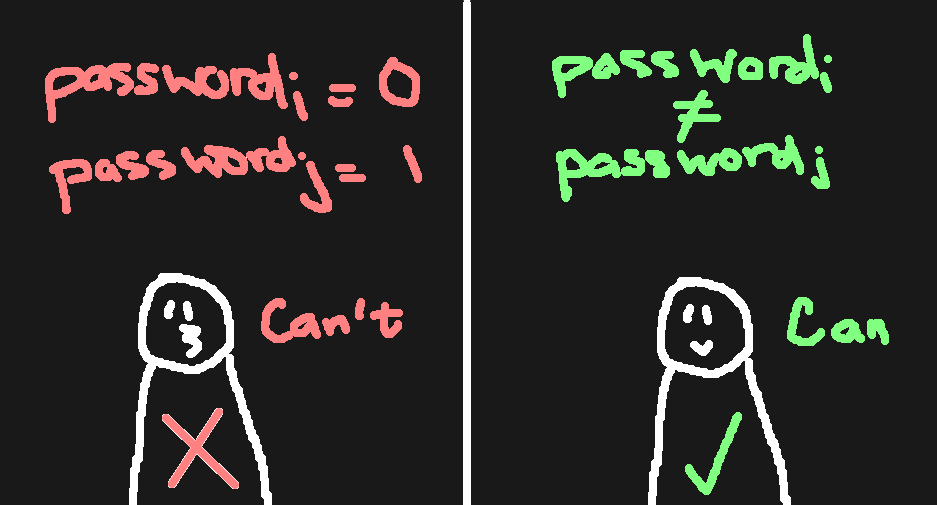 passwordᵢ = 0
passwordⱼ = 1
Can't
passwordᵢ
≠
passwordⱼ
Can